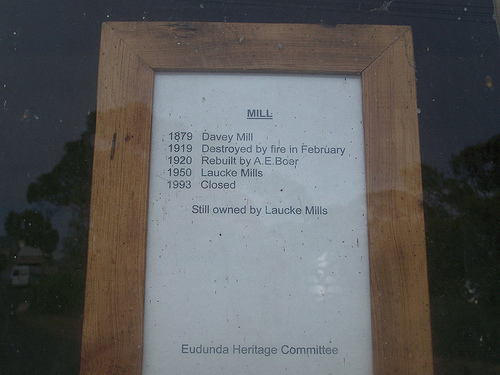 MILL
1879 Davey Mill
1919 Destroyed by fire in February
1920 Rebuilt by A.E.Boer
1950 Laucke Mills
1993 Closed
Still owned by Laucke Mills
Eudunda Heritage Committee